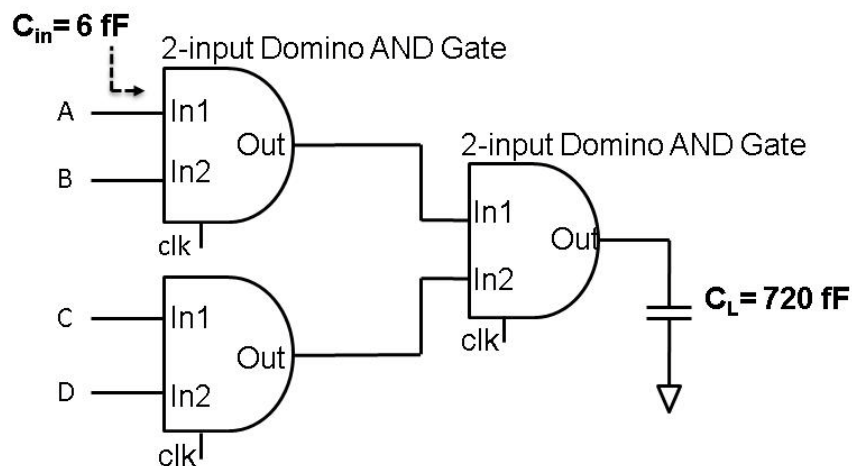 C_in= 6 fF
2-input Domino AND Gate
A
In1
Out
B
In2
clk
2-input Domino AND Gate
In1
Out
In2
clk
C_L= 720 fF
C
In1
Out
D
In2
clk